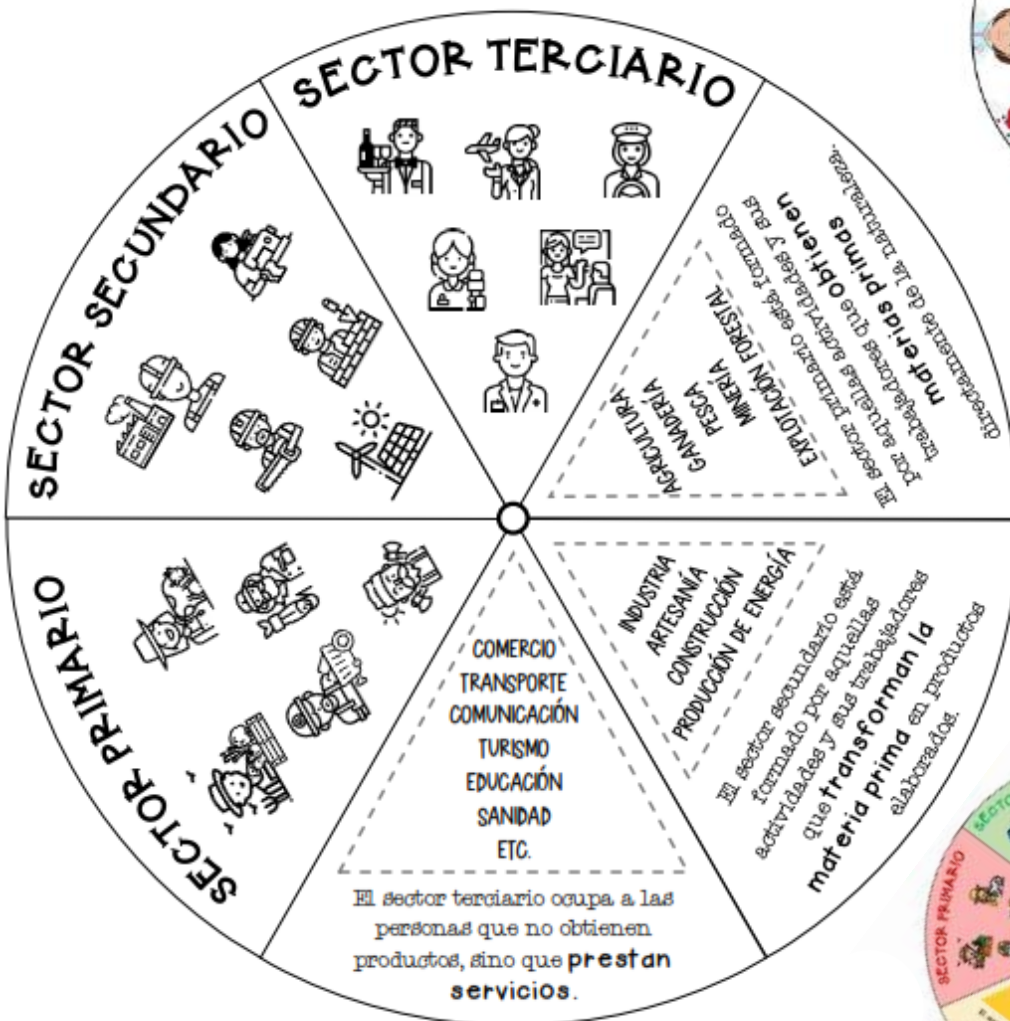 SECTOR TERCIARIO
SECTOR SECUNDARIO
SECTOR PRIMARIO
AGRICULTURA
GANADERÍA
PESCA
MINERÍA
EXPLOTACIÓN FORESTAL
El sector primario está formado
por aquellas actividades y sus
trabajadores que obtienen
materias primas
directamente de la naturaleza.
INDUSTRIA
ARTESANÍA
CONSTRUCCIÓN
PRODUCCIÓN DE ENERGÍA
El sector secundario está
formado por aquellas
actividades y sus trabajadores
que transforman la
materia prima en productos
elaborados.
COMERCIO
TRANSPORTE
COMUNICACIÓN
TURISMO
EDUCACIÓN
SANIDAD
ETC.
El sector terciario ocupa a las
personas que no obtienen
productos, sino que prestan
servicios.
SECTOR PRIMARIO